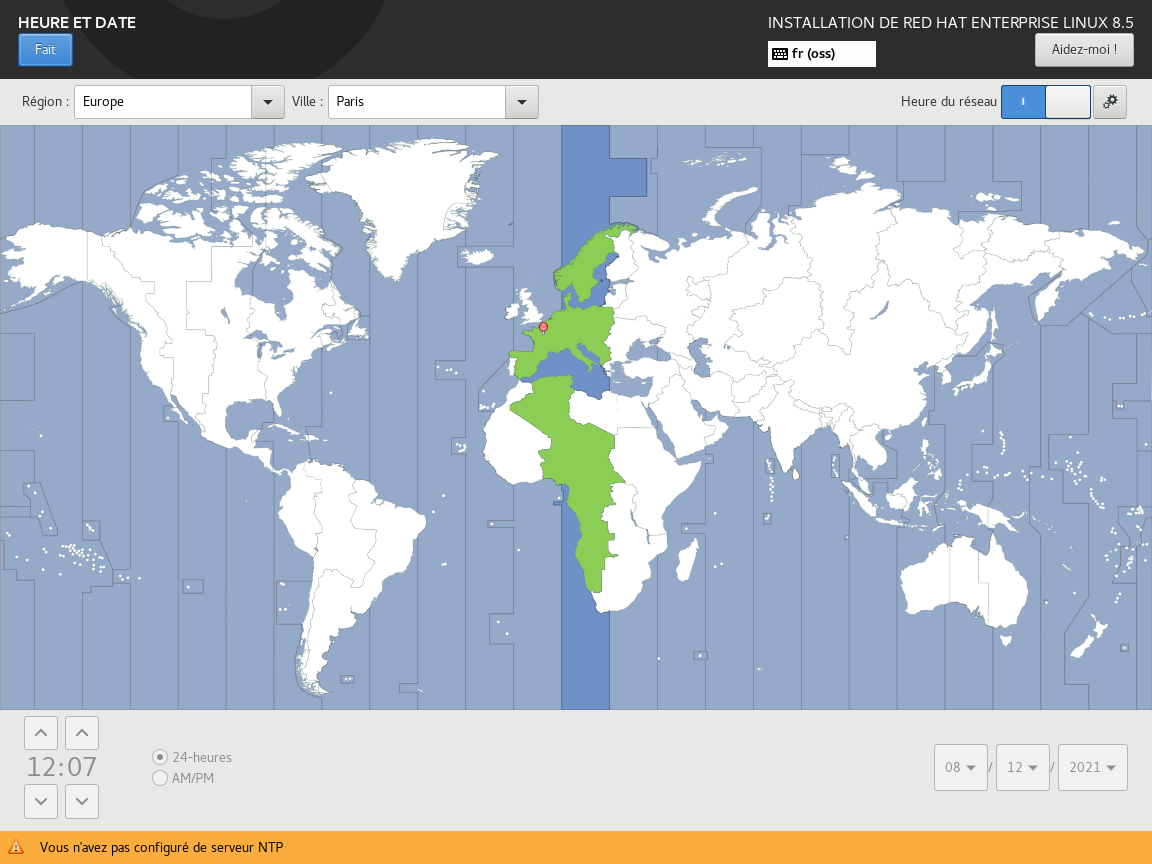 HEURE ET DATE
INSTALLATION DE RED HAT ENTERPRISE LINUX 8.5
Fait
fr (oss)
Aidez-moi !
Région :
Europe
Ville :
Paris
Heure du réseau
12:07
24-heures
AM/PM
08 / 12 / 2021
Vous n'avez pas configuré de serveur NTP